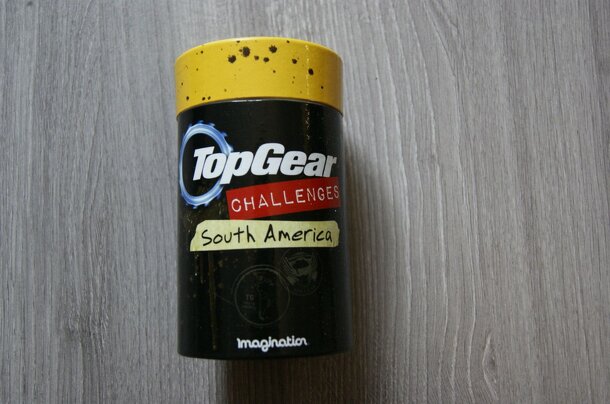 TopGear
CHALLENGES
South America
Imagination